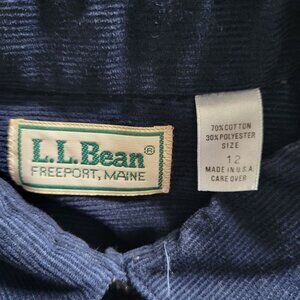 L.L.Bean®
FREEPORT, MAINE
70% COTTON
30% POLYESTER
SIZE
12
MADE IN U.S.A.
CARE OVER